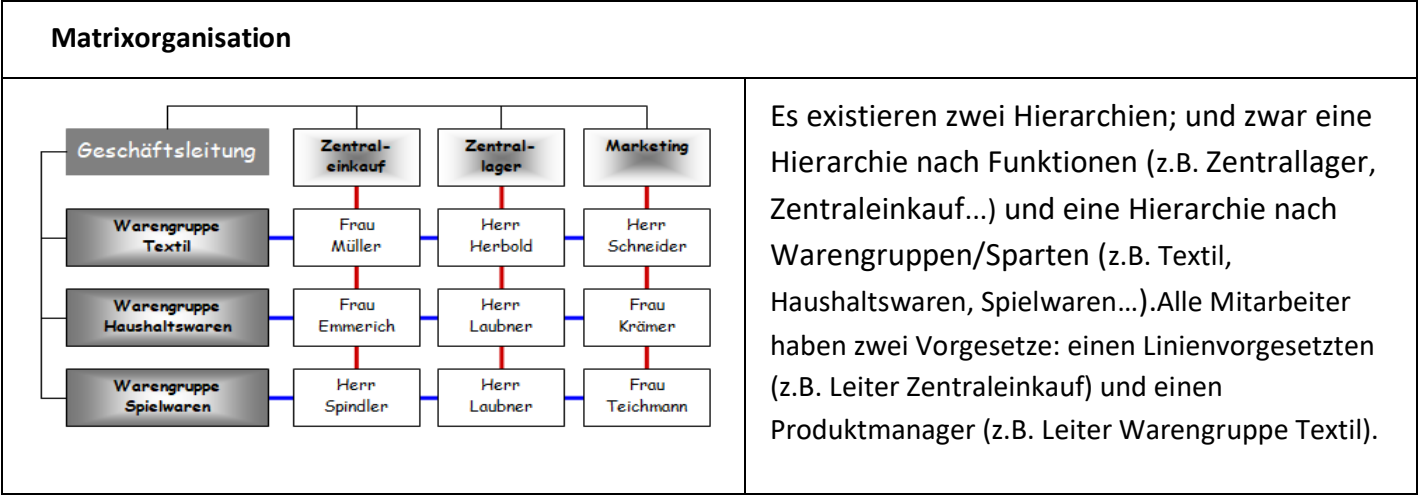 Matrixorganisation
Geschäftsleitung
Zentral-
einkauf
Zentral-
lager
Marketing
Warengruppe
Textil
Frau
Müller
Herr
Herbold
Herr
Schneider
Warengruppe
Haushaltswaren
Frau
Emmerich
Herr
Laubner
Frau
Krämer
Warengruppe
Spielwaren
Herr
Spindler
Herr
Laubner
Frau
Teichmann
Es existieren zwei Hierarchien; und zwar eine
Hierarchie nach Funktionen (z.B. Zentrallager,
Zentraleinkauf...) und eine Hierarchie nach
Warengruppen/Sparten (z.B. Textil,
Haushaltswaren, Spielwaren…).Alle Mitarbeiter
haben zwei Vorgesetze: einen Linienvorgesetzten
(z.B. Leiter Zentraleinkauf) und einen
Produktmanager (z.B. Leiter Warengruppe Textil).